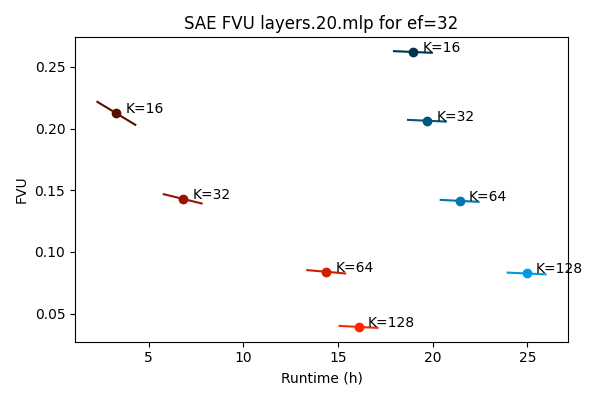 SAE FVU layers.20.mlp for ef=32
FVU
0.25
0.20
0.15
0.10
0.05
K=16
K=16
K=32
K=32
K=64
K=64
K=128
K=128
5
10
15
20
25
Runtime (h)